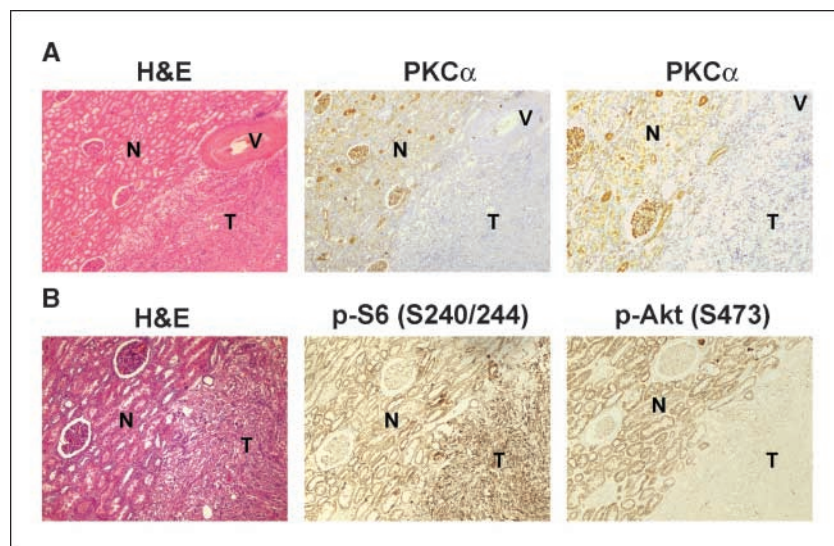 A
H&E PKCα PKCα
N V T
N V T
N V T
B
H&E p-S6 (S240/244) p-Akt (S473)
N T
N T
N T